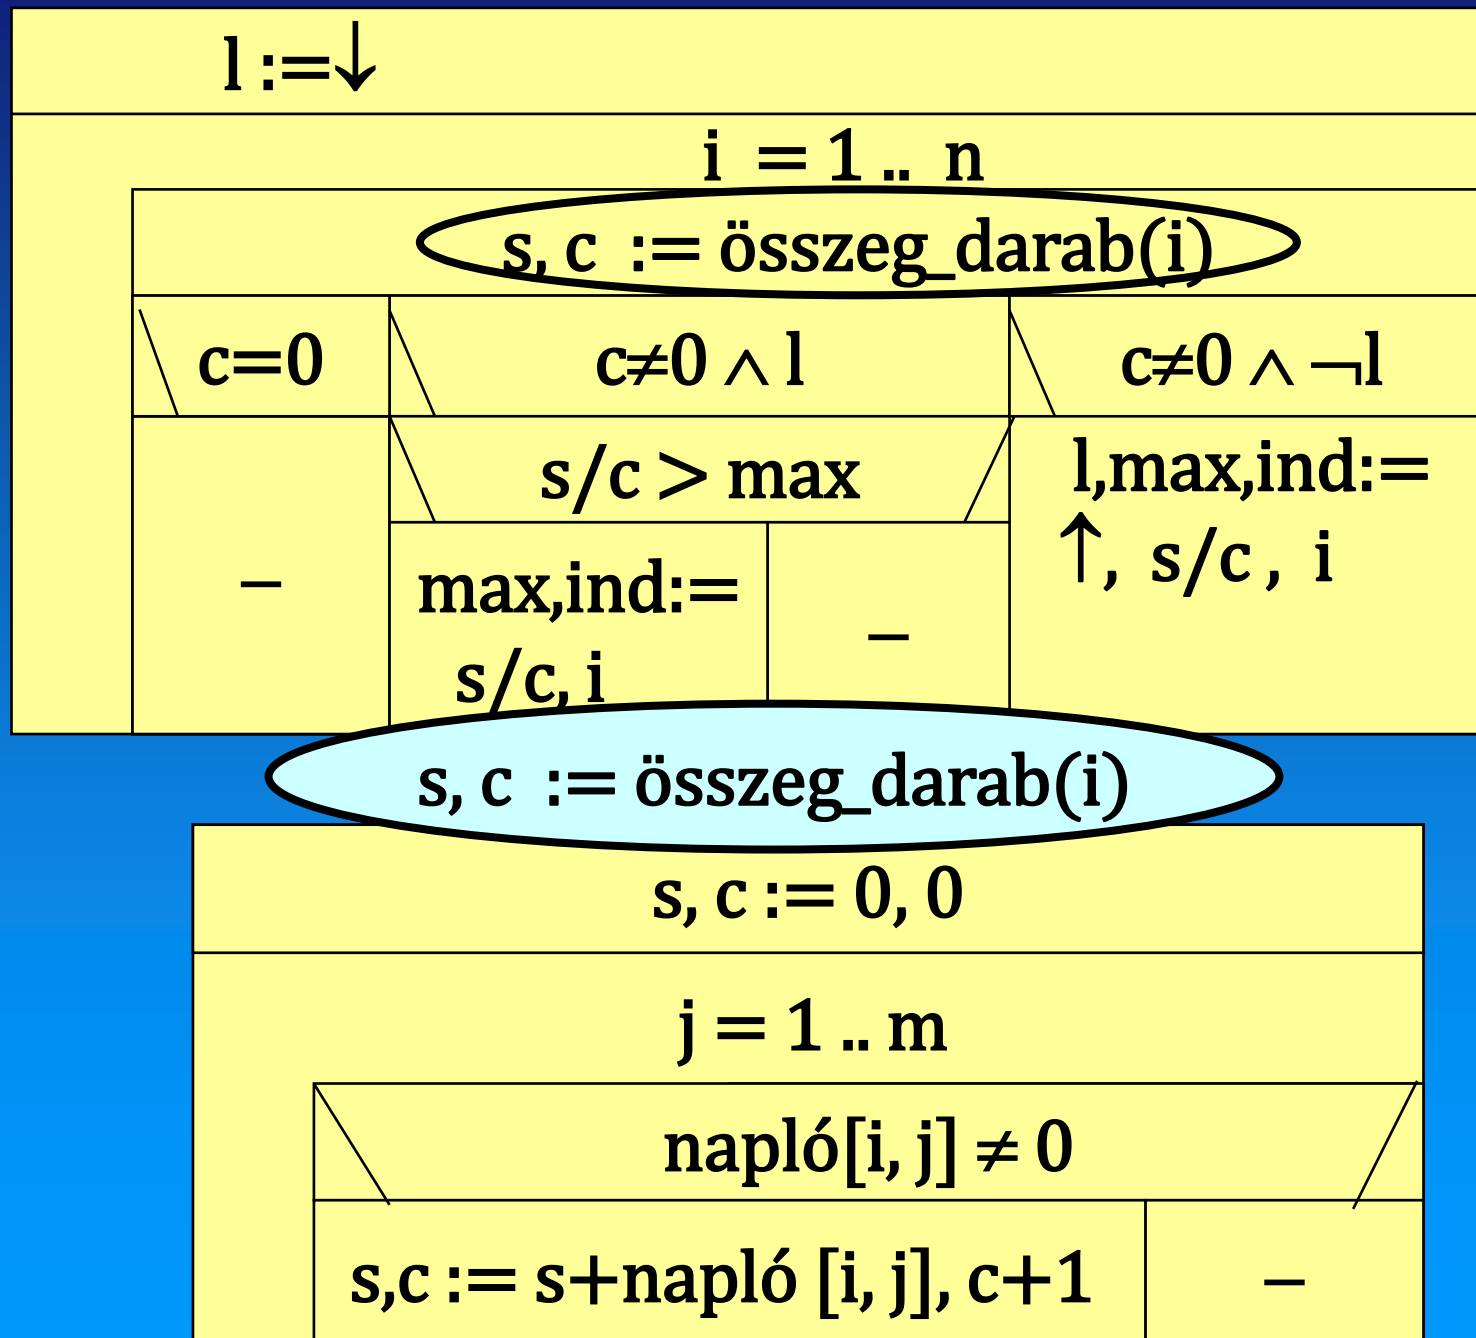 l :=↓
i = 1 .. n
s, c := összeg_darab(i)
c=0
c≠0 ∧ l
c≠0 ∧ ¬l
s/c > max
l,max,ind:=
↑, s/c , i
–
max,ind:=
s/c, i
–
s, c := összeg_darab(i)
s, c := 0, 0
j = 1 .. m
napló[i, j] ≠ 0
s,c := s+napló [i, j], c+1
–